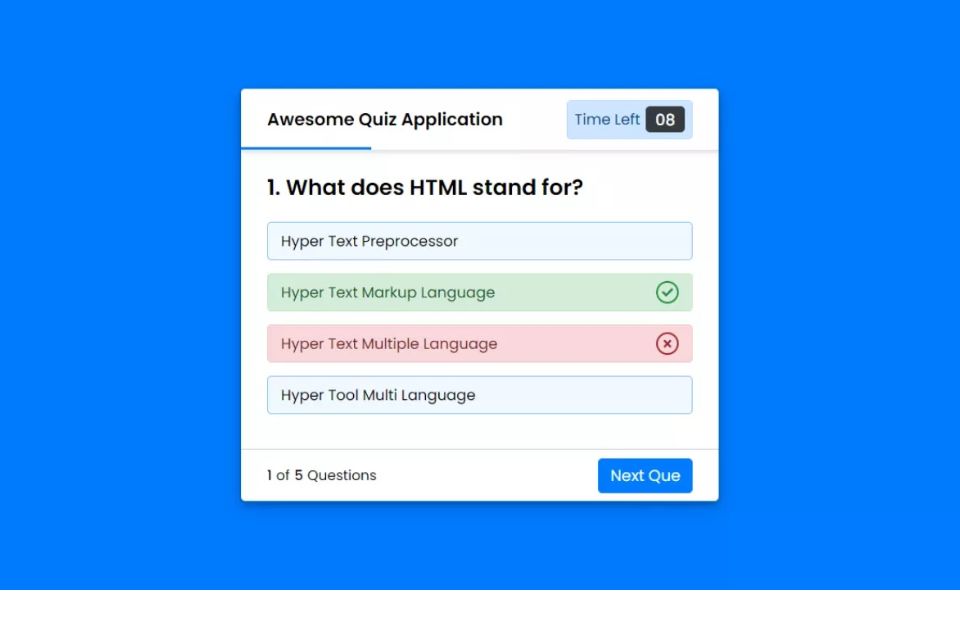 Awesome Quiz Application
Time Left 08
1. What does HTML stand for?
Hyper Text Preprocessor
Hyper Text Markup Language
Hyper Text Multiple Language
Hyper Tool Multi Language
1 of 5 Questions
Next Que